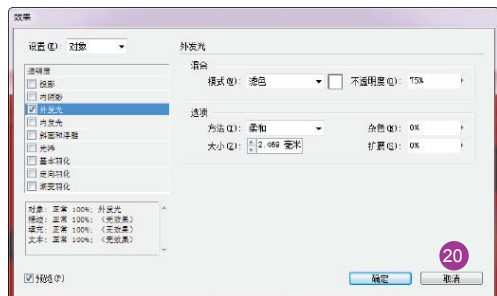 效果
设置(E): 对象
外发光
透明度
投影
内阴影
外发光
内发光
斜面和浮雕
光泽
基本羽化
定向羽化
渐变羽化
混合
模式(M): 滤色
不透明度(O): 75%
选项
方法(X): 柔和
杂色(N): 0%
大小(Z): 2.469 毫米
扩展(S): 0%
对象: 正常 100%; 外发光
描边: 正常 100%; (无效果)
填充: 正常 100%; (无效果)
文本: 正常 100%; (无效果)
20
预览(P)
确定
取消